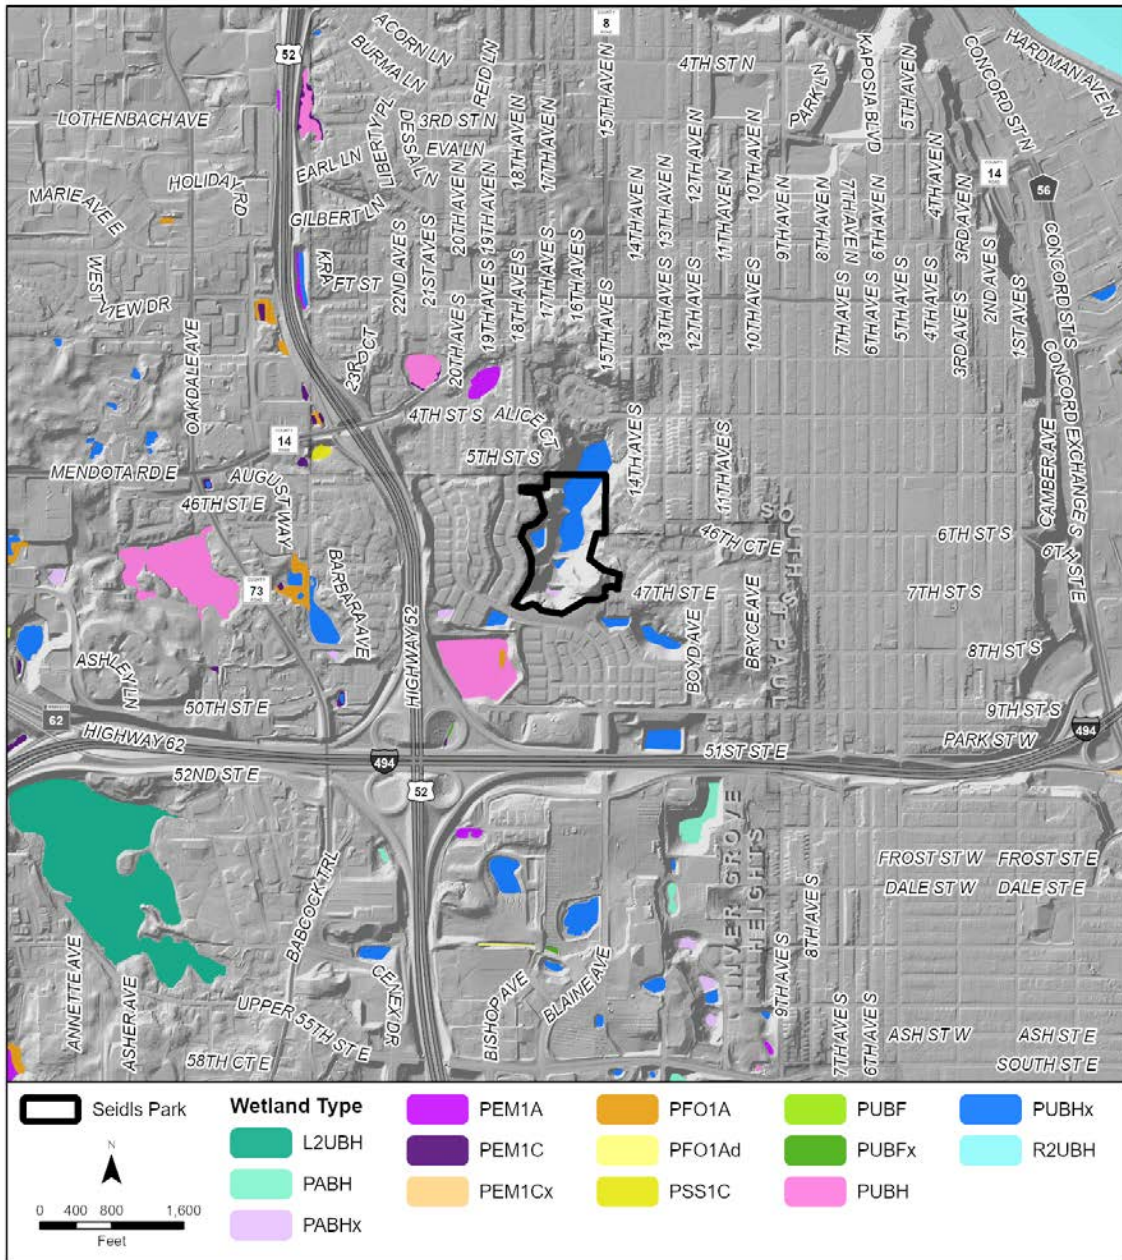 52
COUNTY
8
ROAD
ACORN LN
BURMA LN
REID LN
4TH ST N
15TH AVE N
PARK LN
KAPOSIA BLVD
5TH AVE N
CONCORD ST N
HARDMAN AVE N
LOTHENBACH AVE
LIBERTY PL
DESSA LN
3RD ST N
EVA LN
18TH AVE N
17TH AVE N
EARL LN
HOLIDAY RD
MARIE AVE E
GILBERT LN
20TH AVE N
19TH AVE N
14TH AVE N
13TH AVE N
12TH AVE N
11TH AVE N
10TH AVE N
9TH AVE N
8TH AVE N
7TH AVE N
6TH AVE N
4TH AVE N
3RD AVE N
COUNTY
14
ROAD
56
22ND AVE S
21ST AVE S
20TH AVE S
19TH AVE S
18TH AVE S
17TH AVE S
16TH AVE S
15TH AVE S
13TH AVE S
12TH AVE S
10TH AVE S
7TH AVE S
6TH AVE S
5TH AVE S
4TH AVE S
3RD AVE S
2ND AVE S
1ST AVE S
CONCORD ST S
OAKDALE AVE
23RD CT
4TH ST S
ALICE CT
5TH ST S
14TH AVE S
11TH AVE S
CAMBER AVE
CONCORD EXCHANGE S
COUNTY
14
ROAD
MENDOTA RD E
46TH ST E
AUGUST WAY
46TH CT E
SOUTH ST PAUL
6TH ST S
6TH ST E
COUNTY
73
ROAD
BARBARA AVE
HIGHWAY 52
47TH ST E
BOYD AVE
BRYCE AVE
7TH ST S
8TH ST S
ASHLEY LN
50TH ST E
9TH ST S
62
HIGHWAY 62
494
51ST ST E
PARK ST W
494
52ND ST E
52
INVER GROVE
HEIGHTS
FROST ST W
FROST ST E
DALE ST W
DALE ST E
8TH AVE S
BABCOCK TRL
ANNETTE AVE
ASHER AVE
UPPER 55TH ST E
CENEX DR
BISHOP AVE
BLAINE AVE
9TH AVE S
7TH AVE S
6TH AVE S
ASH ST W
ASH ST E
58TH CT E
SOUTH ST E
Seidls Park
N
0 400 800 1,600
Feet
Wetland Type
L2UBH
PABH
PABHx
PEM1A
PEM1C
PEM1Cx
PFO1A
PFO1Ad
PSS1C
PUBF
PUBFx
PUBH
PUBHx
R2UBH